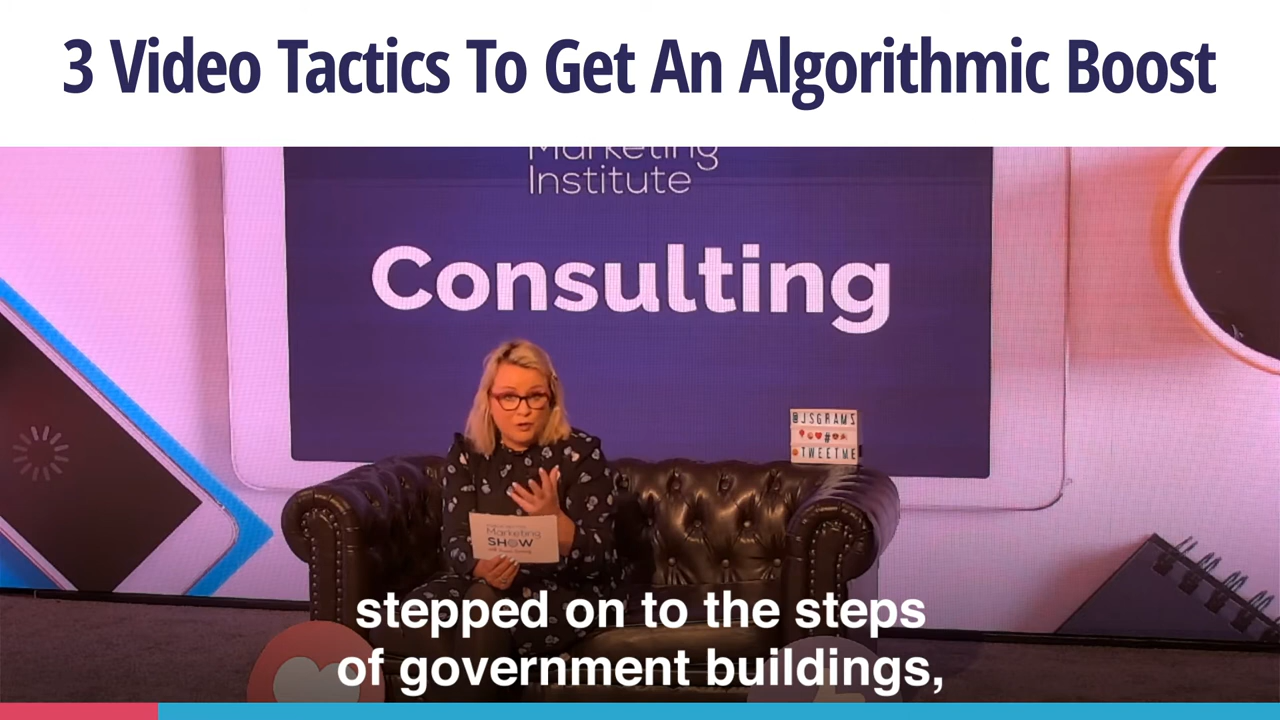 3 Video Tactics To Get An Algorithmic Boost
Marketing
Institute
Consulting
@JSGRAMS
#
TWEETME
Marketing
SHOW
stepped on to the steps
of government buildings,